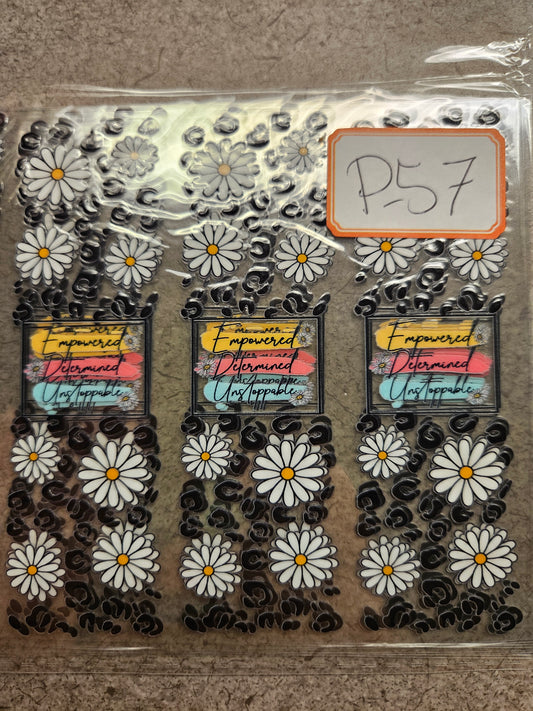 P-57
Empowered
Determined
Unstoppable
Empowered
Determined
Unstoppable
Empowered
Determined
Unstoppable